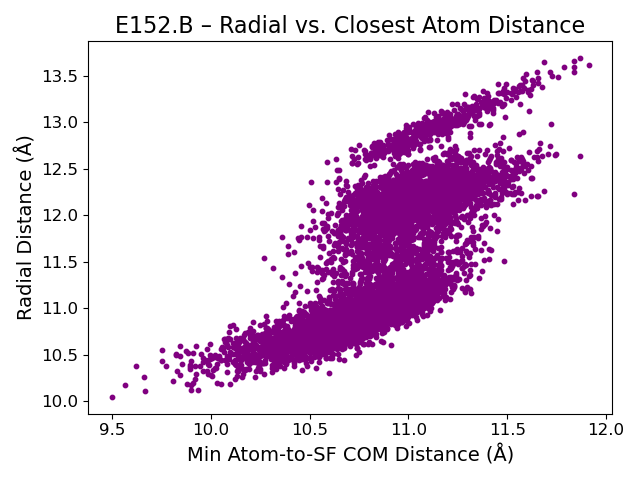 E152.B – Radial vs. Closest Atom Distance
Radial Distance (Å)
13.5
13.0
12.5
12.0
11.5
11.0
10.5
10.0
9.5 10.0 10.5 11.0 11.5 12.0
Min Atom-to-SF COM Distance (Å)